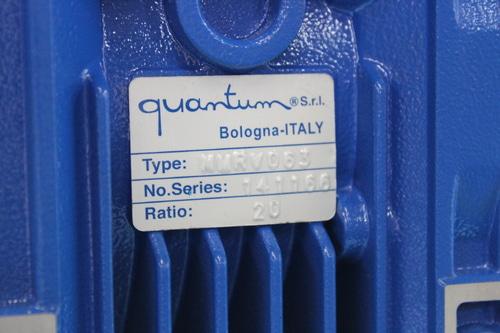 quantum® S.r.l.
Bologna-ITALY
Type: NMRV063
No.Series: 141166
Ratio: 20